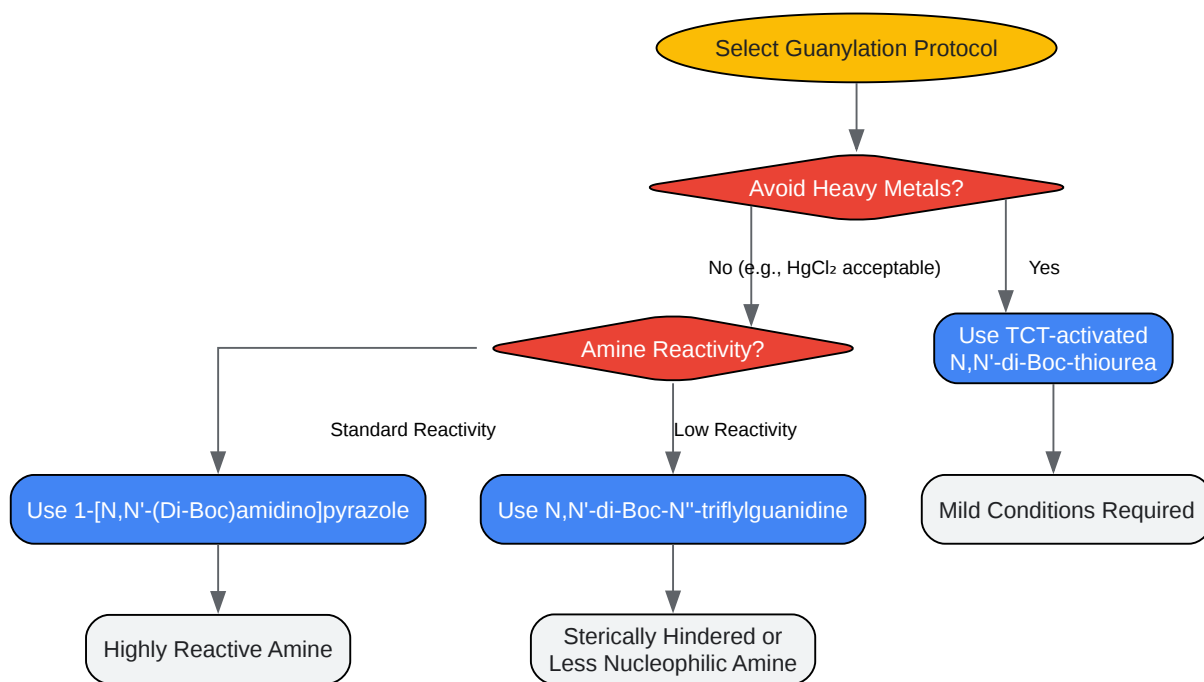 Select Guanylation Protocol
Avoid Heavy Metals?
No (e.g., HgCl₂ acceptable)
Yes
Amine Reactivity?
Use TCT-activated
N,N'-di-Boc-thiourea
Standard Reactivity
Low Reactivity
Use 1-[N,N'-(Di-Boc)amidino]pyrazole
Use N,N'-di-Boc-N''-triflylguanidine
Mild Conditions Required
Highly Reactive Amine
Sterically Hindered or
Less Nucleophilic Amine